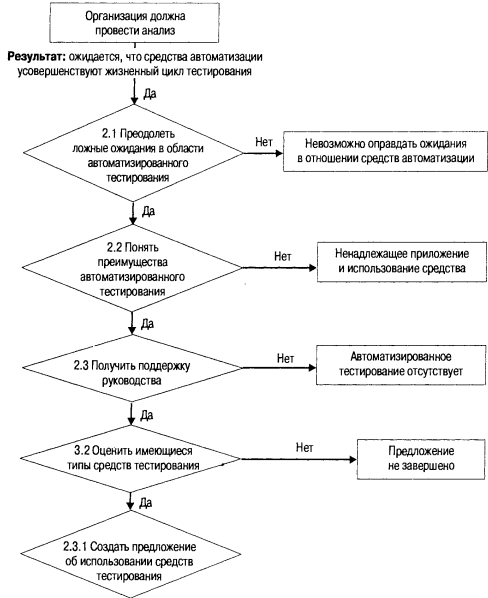 Организация должна
провести анализ
Результат: ожидается, что средства автоматизации
усовершенствуют жизненный цикл тестирования
Да
2.1 Преодолеть
ложные ожидания в области
автоматизированного
тестирования
Нет
Невозможно оправдать ожидания
в отношении средств автоматизации
Да
2.2 Понять
преимущества
автоматизированного
тестирования
Нет
Ненадлежащее приложение
и использование средства
Да
2.3 Получить поддержку
руководства
Нет
Автоматизированное
тестирование отсутствует
Да
3.2 Оценить имеющиеся
типы средств тестирования
Нет
Предложение
не завершено
Да
2.3.1 Создать предложение
об использовании средств
тестирования